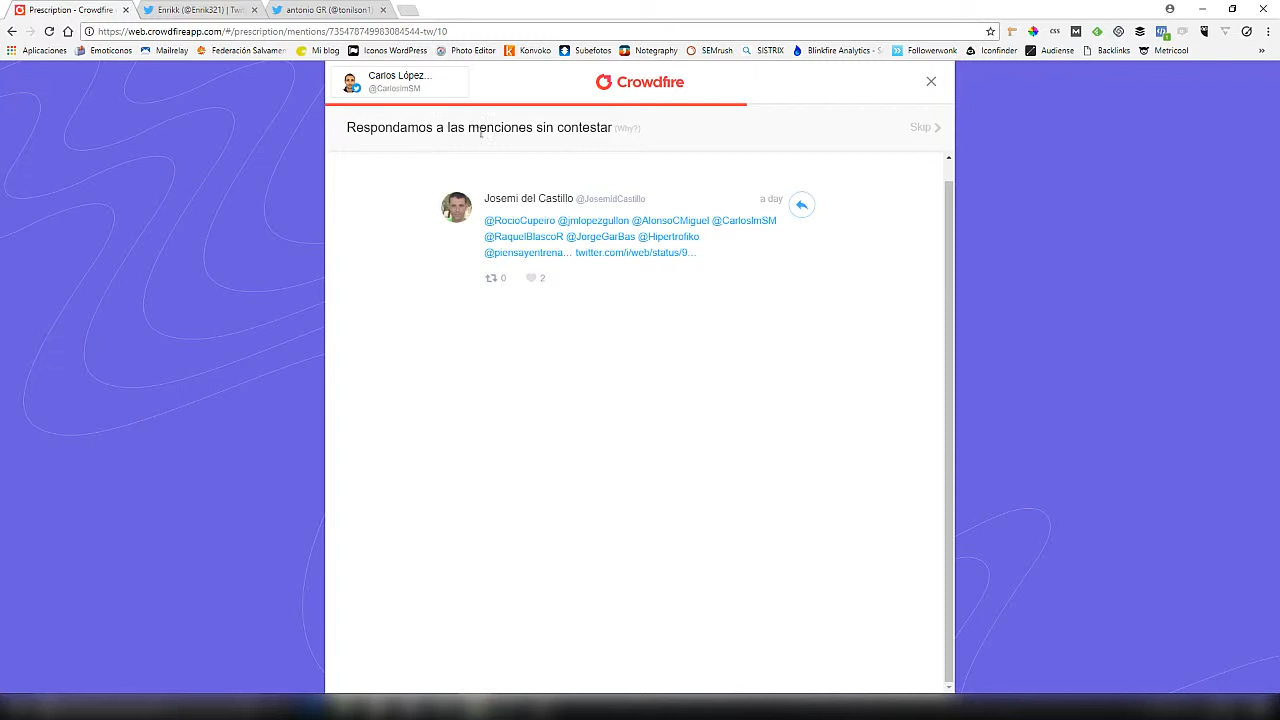 Prescription - Crowdfire
Enrikk (@Enrik321) | Twit
antonio GR (@tonilson1)
https://web.crowdfireapp.com/#/prescription/mentions/735478749983084544-tw/10
Aplicaciones
Emoticonos
Mailrelay
Federación Salvamen
Mi blog
Iconos WordPress
Photo Editor
Konvoko
Subefotos
Notegraphy
SEMrush
SISTRIX
Blinkfire Analytics - S
Followerwonk
Iconfinder
Audiense
Backlinks
Metricool
Carlos López...
@CarloslmSM
Crowdfire
Respondamos a las menciones sin contestar (Why?)
Skip
Josemi del Castillo @JosemidCastillo
a day
@RocioCupeiro @jmlopezgullon @AlonsoCMiguel @CarloslmSM
@RaquelBlascoR @JorgeGarBas @Hipertrofiko
@piensayentrena... twitter.com/i/web/status/9...
0
2